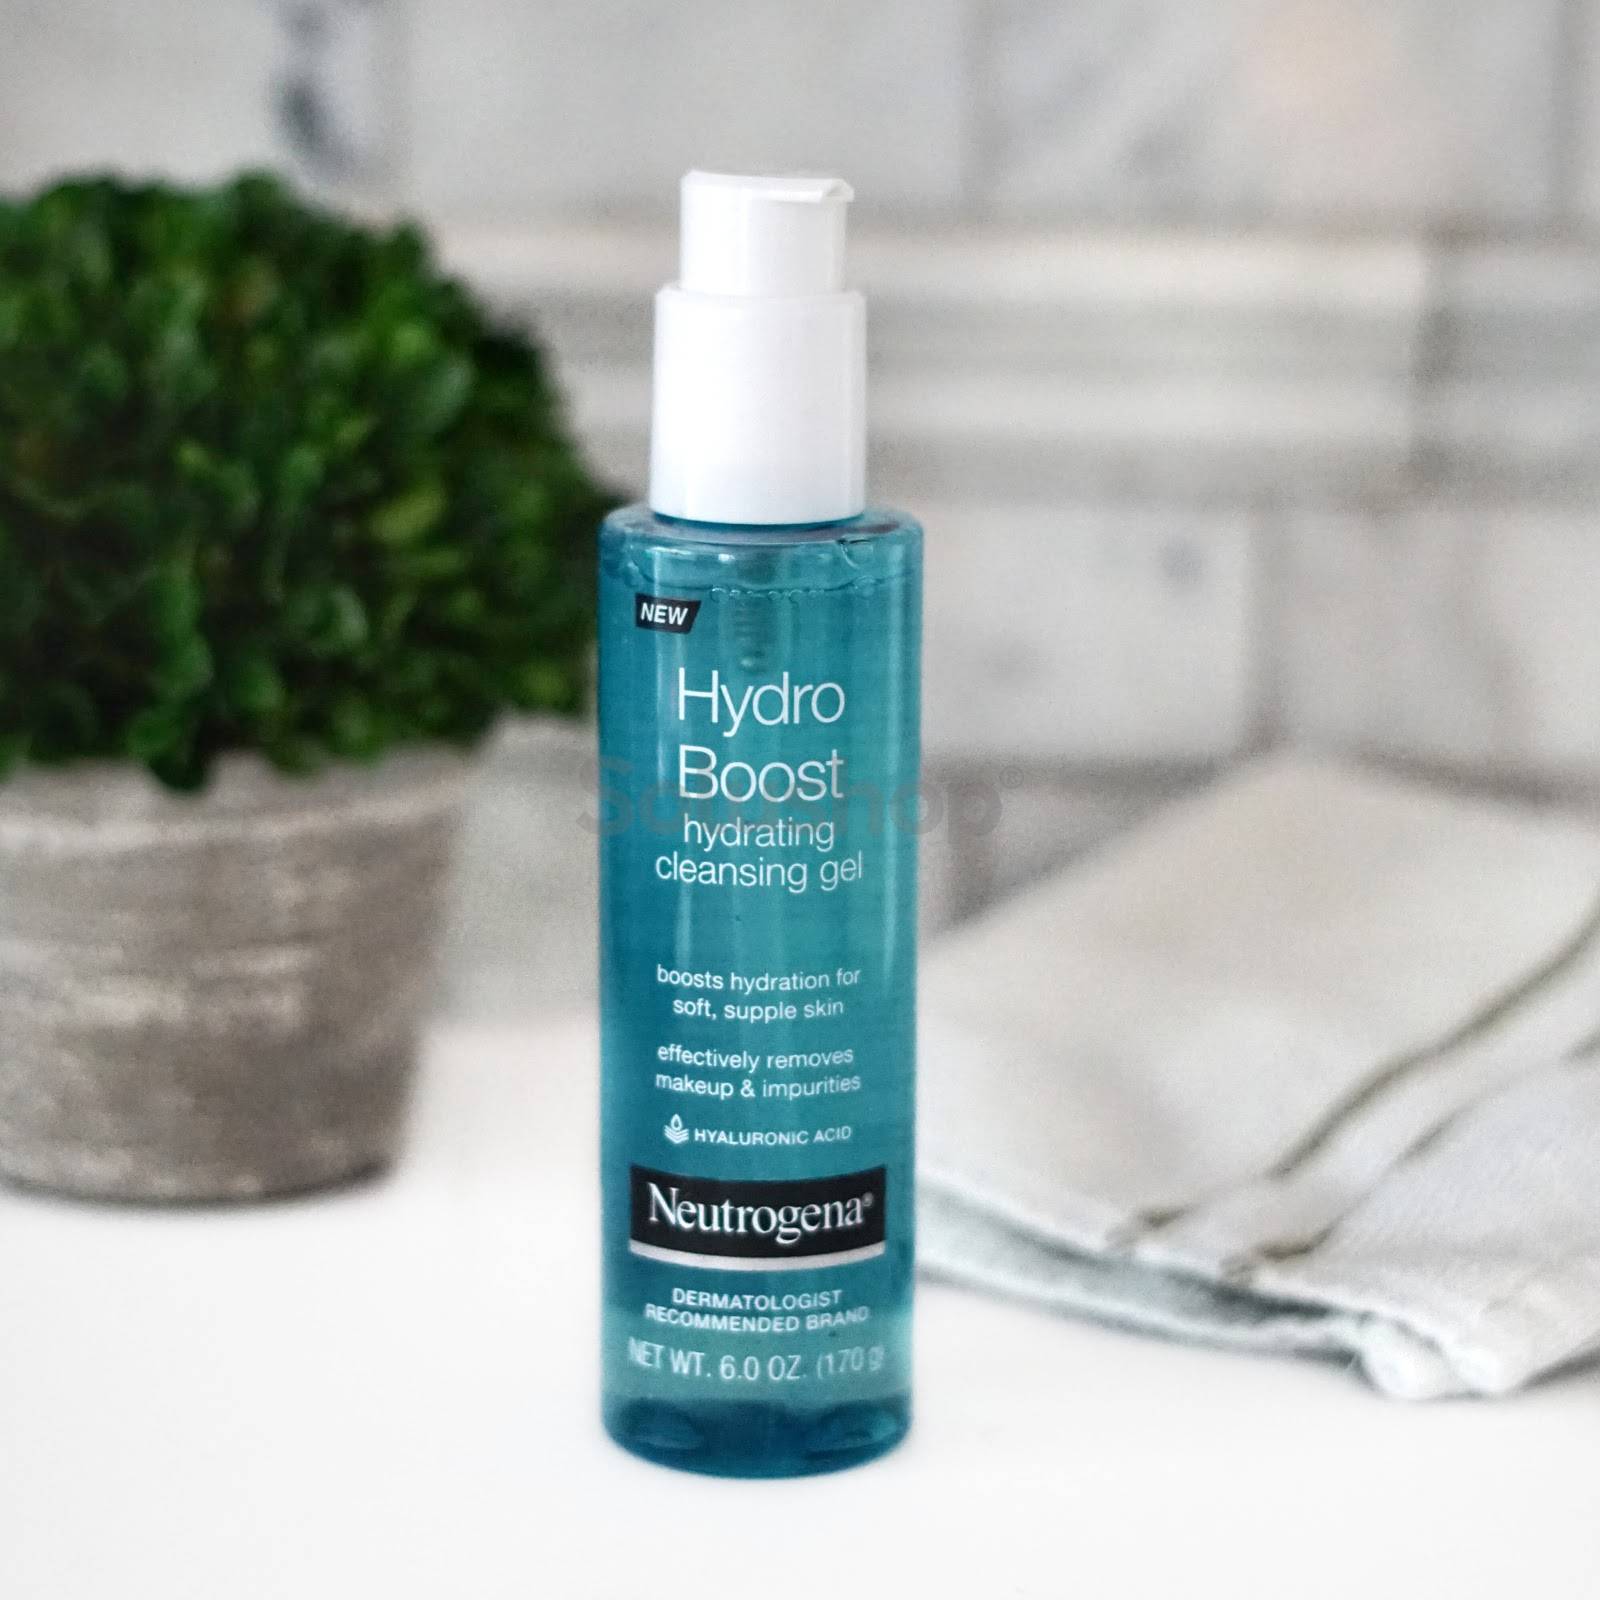 NEW
Hydro
Boost
hydrating
cleansing gel
boosts hydration for
soft, supple skin
effectively removes
makeup & impurities
HYALURONIC ACID
Neutrogena®
DERMATOLOGIST
RECOMMENDED BRAND
NET WT. 6.0 OZ. (170 g)